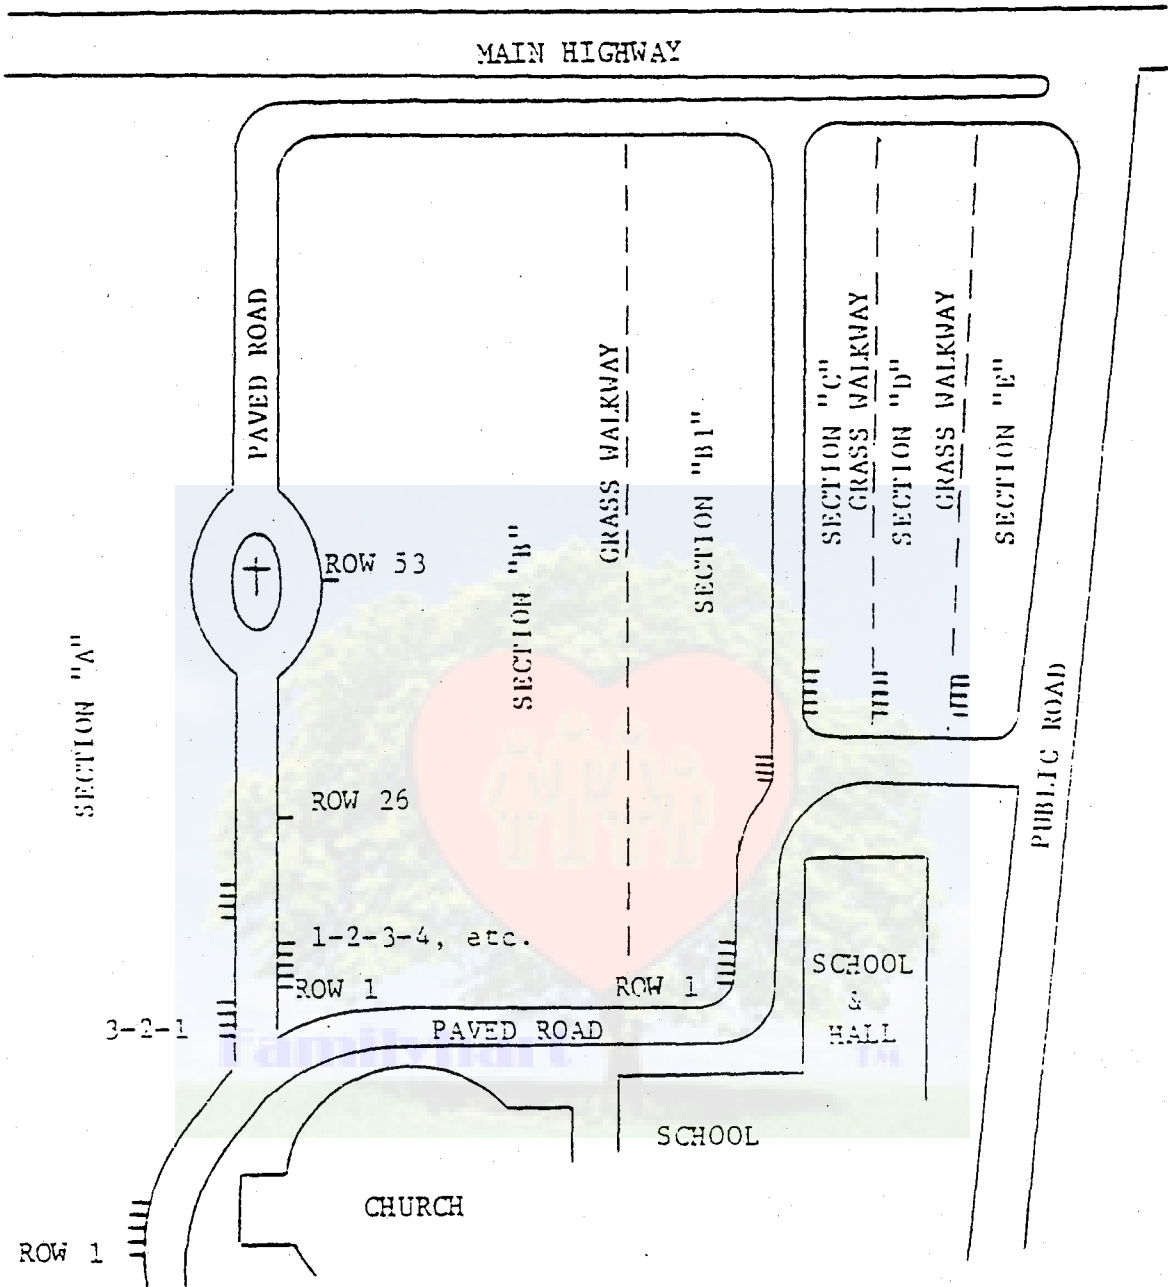 MAIN HIGHWAY
PAVED ROAD
GRASS WALKWAY
SECTION "B1"
SECTION "C"
GRASS WALKWAY
SECTION "D"
GRASS WALKWAY
SECTION "E"
ROW 53
SECTION "B"
SECTION "A"
PUBLIC ROAD
ROW 26
1-2-3-4, etc.
ROW 1
ROW 1
SCHOOL
&
HALL
3-2-1
PAVED ROAD
familyhart
TM
SCHOOL
CHURCH
ROW 1